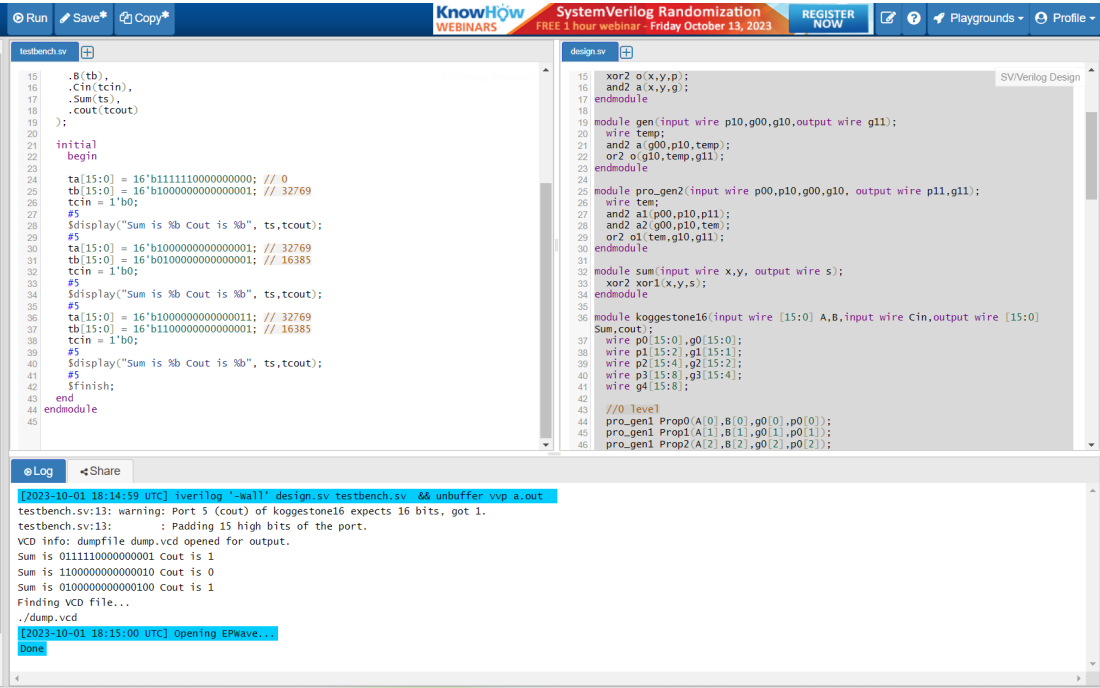 Run Save* Copy*
KnowHow WEBINARS
SystemVerilog Randomization
FREE 1 hour webinar - Friday October 13, 2023
REGISTER NOW
Playgrounds Profile
testbench.sv
15 .B(tb),
16 .Cin(tcin),
17 .Sum(ts),
18 .cout(tcout)
19 );
20
21 initial
22 begin
23
24 ta[15:0] = 16'b1111110000000000; // 0
25 tb[15:0] = 16'b1000000000000001; // 32769
26 tcin = 1'b0;
27 #5
28 $display("Sum is %b Cout is %b", ts,tcout);
29 #5
30 ta[15:0] = 16'b1000000000000001; // 32769
31 tb[15:0] = 16'b0100000000000001; // 16385
32 tcin = 1'b0;
33 #5
34 $display("Sum is %b Cout is %b", ts,tcout);
35 #5
36 ta[15:0] = 16'b1000000000000011; // 32769
37 tb[15:0] = 16'b1100000000000001; // 16385
38 tcin = 1'b0;
39 #5
40 $display("Sum is %b Cout is %b", ts,tcout);
41 #5
42 $finish;
43 end
44 endmodule
45
design.sv
SV/Verilog Design
15 xor2 o(x,y,p);
16 and2 a(x,y,g);
17 endmodule
18
19 module gen(input wire p10,g00,g10,output wire g11);
20 wire temp;
21 and2 a(g00,p10,temp);
22 or2 o(g10,temp,g11);
23 endmodule
24
25 module pro_gen2(input wire p00,p10,g00,g10, output wire p11,g11);
26 wire tem;
27 and2 a1(p00,p10,p11);
28 and2 a2(g00,p10,tem);
29 or2 o1(tem,g10,g11);
30 endmodule
31
32 module sum(input wire x,y, output wire s);
33 xor2 xor1(x,y,s);
34 endmodule
35
36 module koggestone16(input wire [15:0] A,B,input wire Cin,output wire [15:0]
Sum,cout);
37 wire p0[15:0],g0[15:0];
38 wire p1[15:2],g1[15:1];
39 wire p2[15:4],g2[15:2];
40 wire p3[15:8],g3[15:4];
41 wire g4[15:8];
42
43 //0 level
44 pro_gen1 Prop0(A[0],B[0],g0[0],p0[0]);
45 pro_gen1 Prop1(A[1],B[1],g0[1],p0[1]);
46 pro_gen1 Prop2(A[2],B[2],g0[2],p0[2]);
Log Share
[2023-10-01 18:14:59 UTC] iverilog '-Wall' design.sv testbench.sv && unbuffer vvp a.out
testbench.sv:13: warning: Port 5 (cout) of koggestone16 expects 16 bits, got 1.
testbench.sv:13: : Padding 15 high bits of the port.
VCD info: dumpfile dump.vcd opened for output.
Sum is 0111110000000001 Cout is 1
Sum is 1100000000000010 Cout is 0
Sum is 0100000000000100 Cout is 1
Finding VCD file...
./dump.vcd
[2023-10-01 18:15:00 UTC] Opening EPWave...
Done